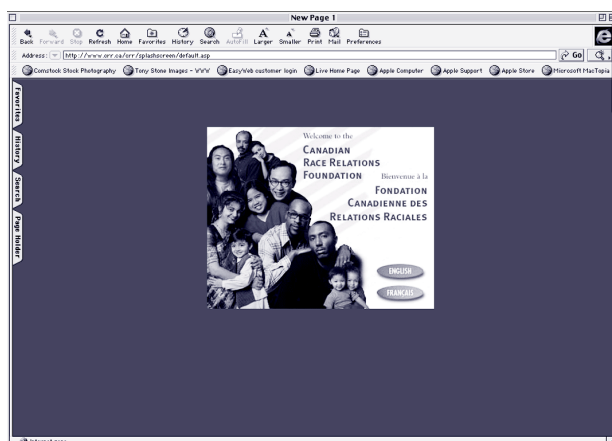 New Page 1
Back Forward Stop Refresh Home Favorites History Search AutoFill Larger Smaller Print Mail Preferences
Address: http://www.crr.ca/crr/splashscreen/default.asp Go
Comstock Stock Photography Tony Stone Images - WWW EasyWeb customer login Live Home Page Apple Computer Apple Support Apple Store Microsoft MacTopia
Favorites
History
Search
Page Holder
Welcome to the
CANADIAN
RACE RELATIONS
FOUNDATION
Bienvenue à la
FONDATION
CANADIENNE DES
RELATIONS RACIALES
ENGLISH
FRANÇAIS